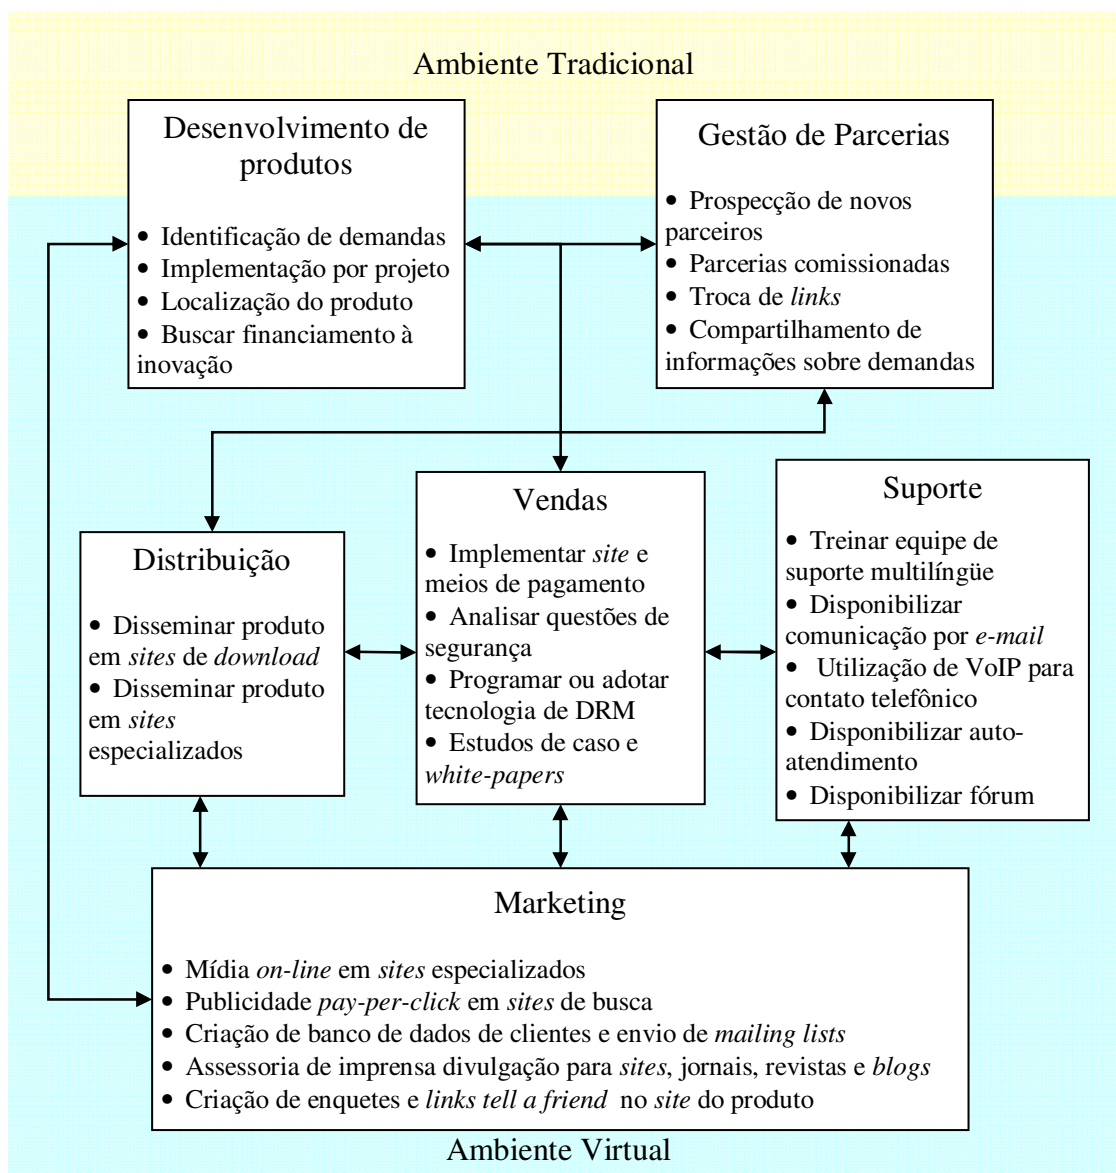 Ambiente Tradicional
Desenvolvimento de
produtos
• Identificação de demandas
• Implementação por projeto
• Localização do produto
• Buscar financiamento à
inovação
Gestão de Parcerias
• Prospecção de novos
parceiros
• Parcerias comissionadas
• Troca de links
• Compartilhamento de
informações sobre demandas
Distribuição
• Disseminar produto
em sites de download
• Disseminar produto
em sites
especializados
Vendas
• Implementar site e
meios de pagamento
• Analisar questões de
segurança
• Programar ou adotar
tecnologia de DRM
• Estudos de caso e
white-papers
Suporte
• Treinar equipe de
suporte multilíngüe
• Disponibilizar
comunicação por e-mail
• Utilização de VoIP para
contato telefônico
• Disponibilizar auto-
atendimento
• Disponibilizar fórum
Marketing
• Mídia on-line em sites especializados
• Publicidade pay-per-click em sites de busca
• Criação de banco de dados de clientes e envio de mailing lists
• Assessoria de imprensa divulgação para sites, jornais, revistas e blogs
• Criação de enquetes e links tell a friend no site do produto
Ambiente Virtual